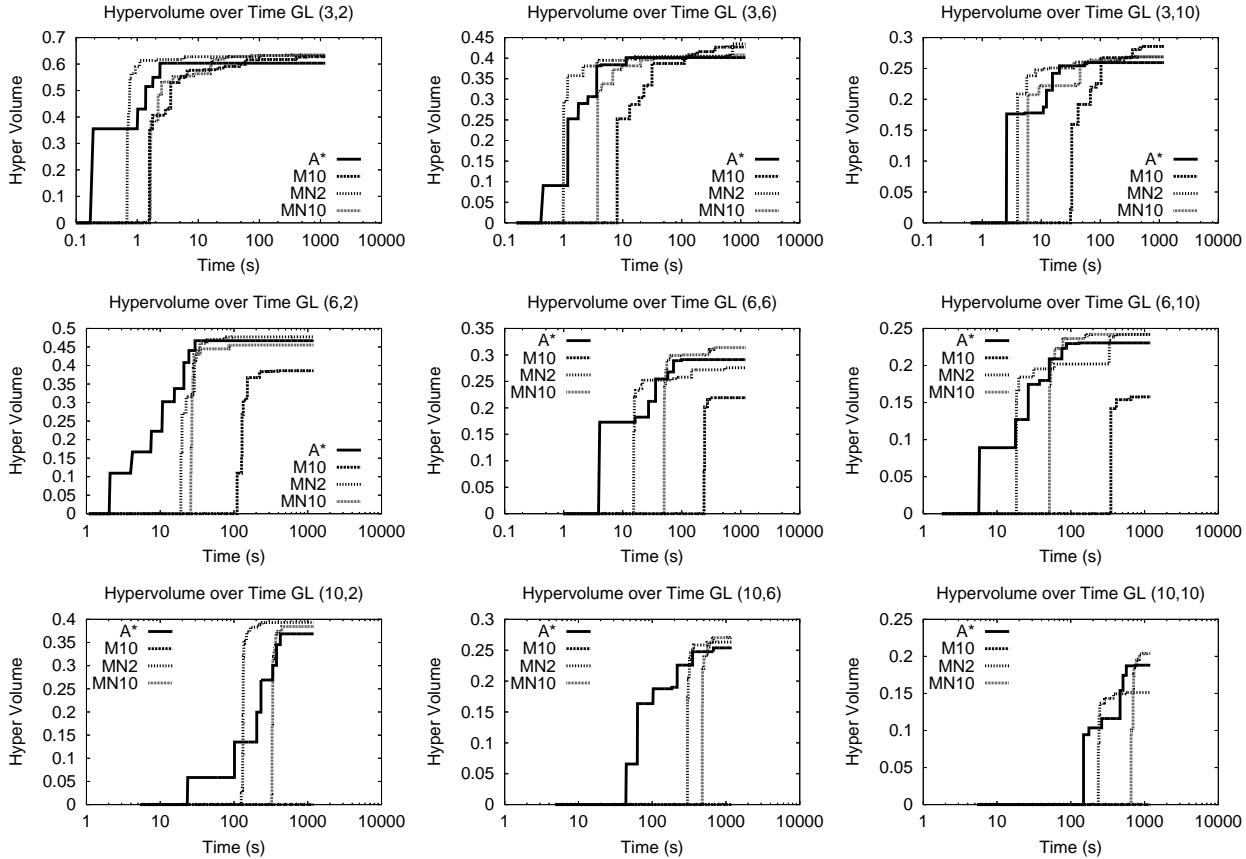 Hypervolume over Time GL (3,2)
Hyper Volume
0.7
0.6
0.5
0.4
0.3
0.2
0.1
0
A*
M10
MN2
MN10
0.1 1 10 100 1000 10000
Time (s)
Hypervolume over Time GL (3,6)
Hyper Volume
0.45
0.4
0.35
0.3
0.25
0.2
0.15
0.1
0.05
0
A*
M10
MN2
MN10
0.1 1 10 100 1000 10000
Time (s)
Hypervolume over Time GL (3,10)
Hyper Volume
0.3
0.25
0.2
0.15
0.1
0.05
0
A*
M10
MN2
MN10
0.1 1 10 100 1000 10000
Time (s)
Hypervolume over Time GL (6,2)
Hyper Volume
0.5
0.45
0.4
0.35
0.3
0.25
0.2
0.15
0.1
0.05
0
A*
M10
MN2
MN10
1 10 100 1000 10000
Time (s)
Hypervolume over Time GL (6,6)
Hyper Volume
0.35
0.3
0.25
0.2
0.15
0.1
0.05
0
A*
M10
MN2
MN10
0.1 1 10 100 1000 10000
Time (s)
Hypervolume over Time GL (6,10)
Hyper Volume
0.25
0.2
0.15
0.1
0.05
0
A*
M10
MN2
MN10
1 10 100 1000 10000
Time (s)
Hypervolume over Time GL (10,2)
Hyper Volume
0.4
0.35
0.3
0.25
0.2
0.15
0.1
0.05
0
A*
M10
MN2
MN10
1 10 100 1000 10000
Time (s)
Hypervolume over Time GL (10,6)
Hyper Volume
0.3
0.25
0.2
0.15
0.1
0.05
0
A*
M10
MN2
MN10
1 10 100 1000 10000
Time (s)
Hypervolume over Time GL (10,10)
Hyper Volume
0.25
0.2
0.15
0.1
0.05
0
A*
M10
MN2
MN10
1 10 100 1000 10000
Time (s)